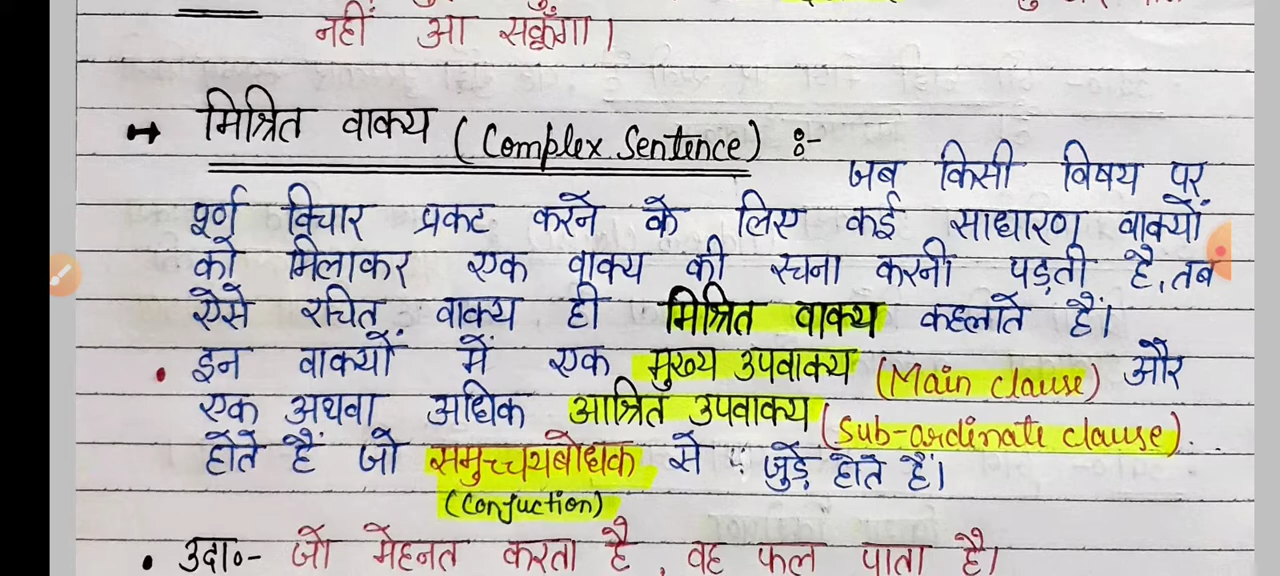 नहीं आ सकूँगा।
→ मिश्रित वाक्य (Complex Sentence) :-
जब किसी विषय पर
पूर्ण विचार प्रकट करने के लिए कई साधारण वाक्यों
को मिलाकर एक वाक्य की रचना करनी पड़ती है, तब
ऐसे रचित वाक्य ही मिश्रित वाक्य कहलाते हैं।
• इन वाक्यों में एक मुख्य उपवाक्य (Main clause) और
एक अथवा अधिक आश्रित उपवाक्य (Sub-ordinate clause).
होते हैं जो समुच्चयबोधक से जुड़े होते हैं।
(Confuction)
• उदा०- जो मेहनत करता है, वह फल पाता है।